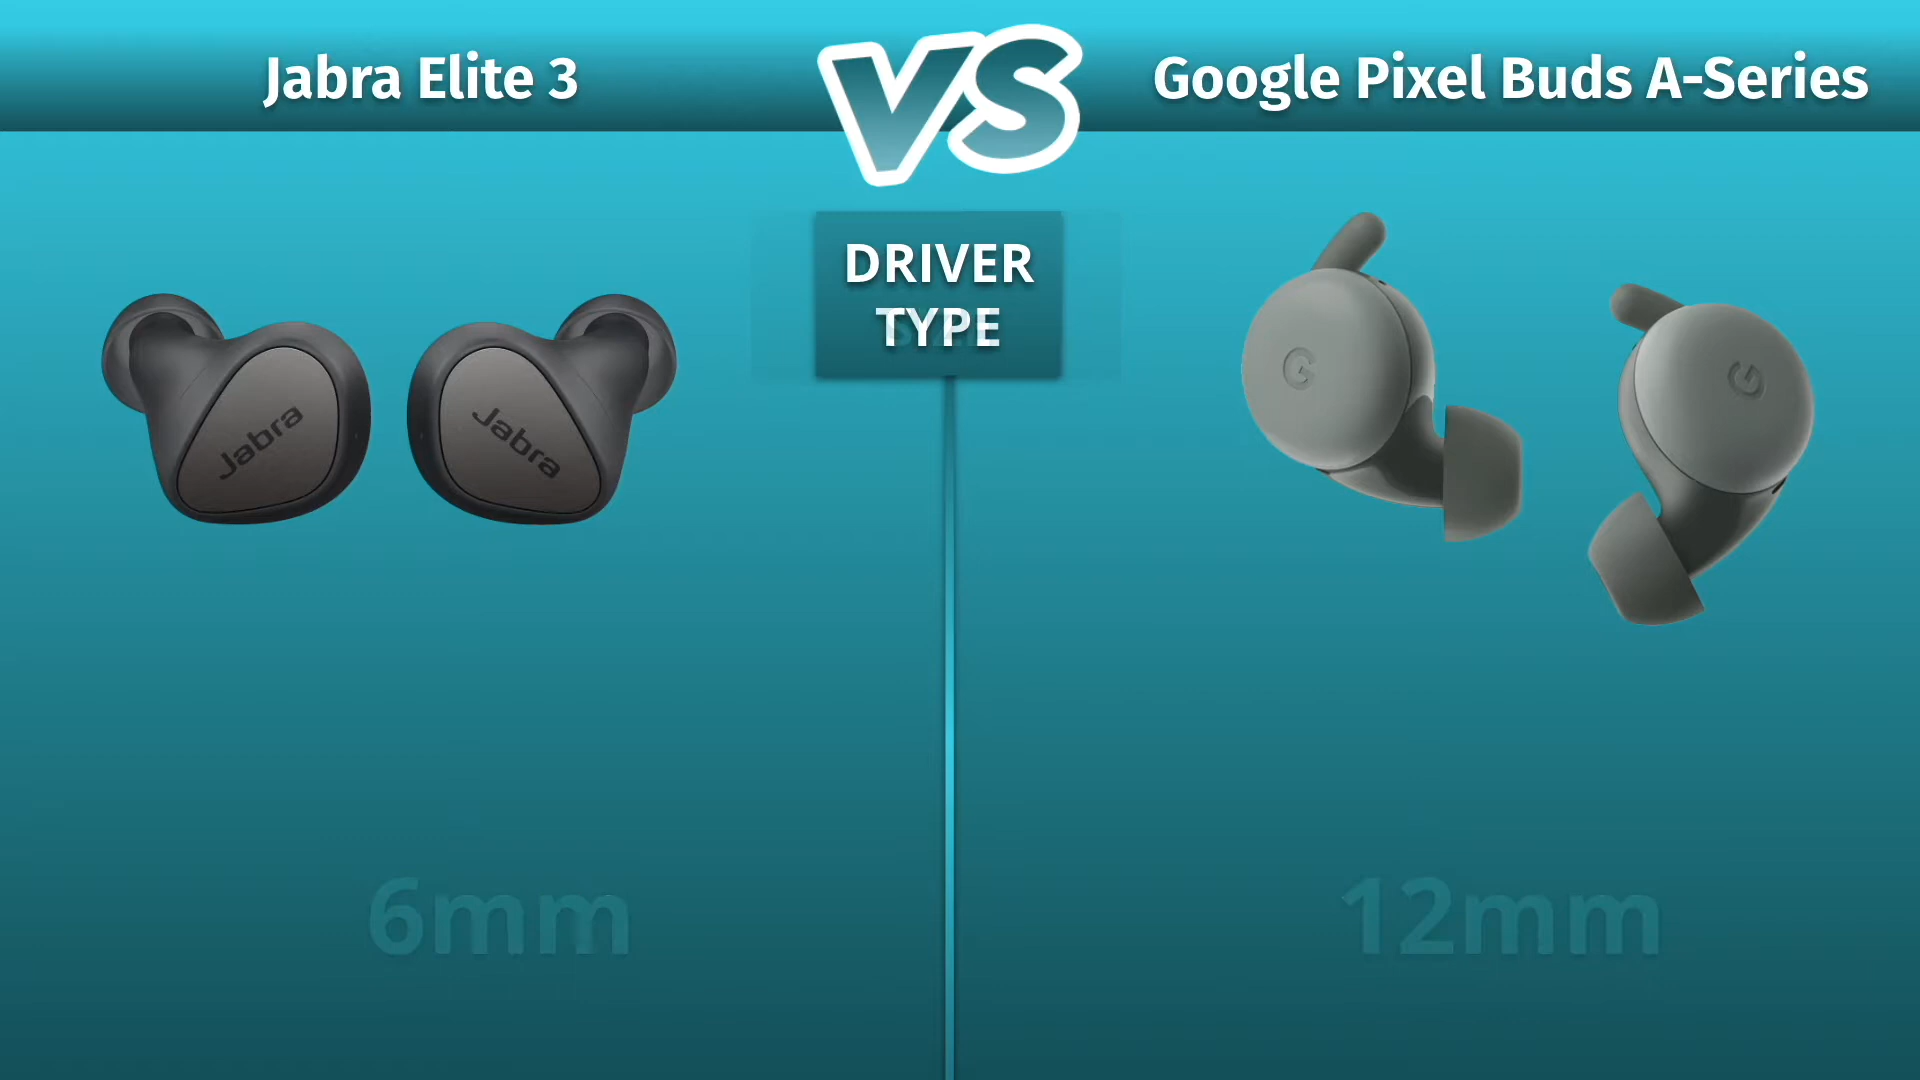 Jabra Elite 3
VS
Google Pixel Buds A-Series
DRIVER
TYPE
Jabra
Jabra
G
G
6mm
12mm